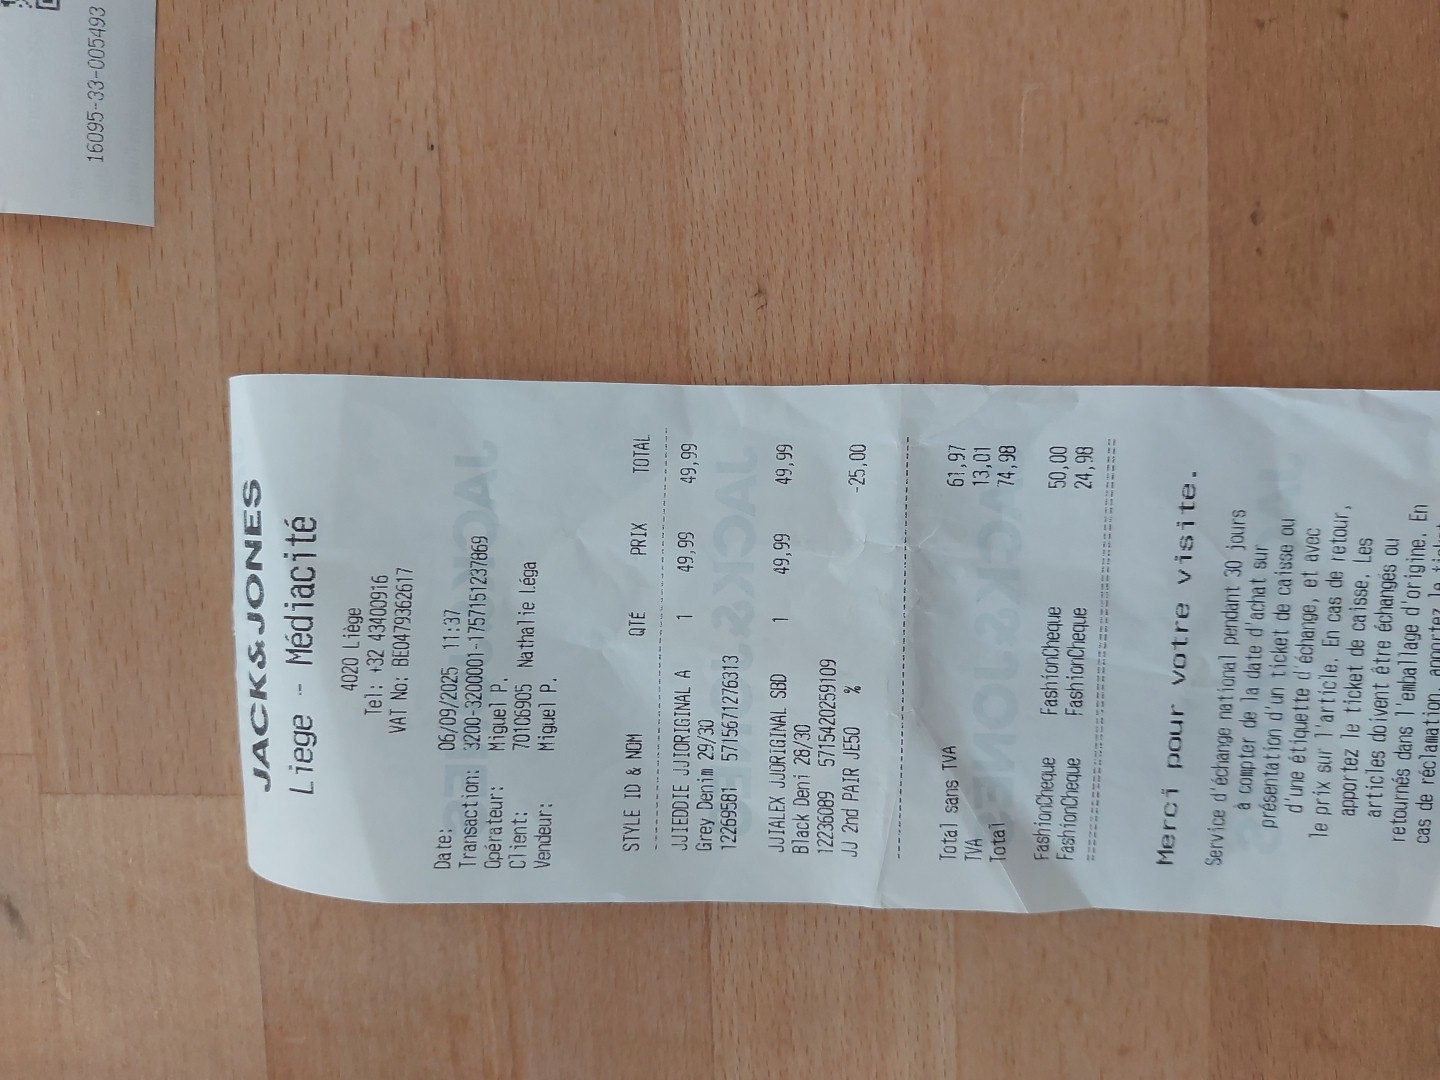 16095-33-005493
JACK&JONES
Liege - Médiacité
4020 Liège
Tel: +32 43400916
VAT No: BE0479362617
Date: 06/09/2025 11:37
Transaction: 3200-3200001-1757151237869
Opérateur: Miguel P.
Client: 70106905 Nathalie Léga
Vendeur: Miguel P.
STYLE ID & NOM QTÉ PRIX TOTAL
JJIEDDIE JJIORIGINAL A 1 49,99 49,99
Grey Denim 29/30
12269581 5715671276313
JJIALEX JJORIGINAL SBD 1 49,99 49,99
Black Deni 28/30
12236089 5715420259109
JJ 2nd PAIR JE50 % -25,00
Total sans TVA 61,97
TVA 13,01
Total 74,98
FashionCheque FashionCheque 50,00
FashionCheque FashionCheque 24,98
Merci pour votre visite.
Service d'échange national pendant 30 jours
à compter de la date d'achat sur
présentation d'un ticket de caisse ou
d'une étiquette d'échange, et avec
le prix sur l'article. En cas de retour,
apportez le ticket de caisse. Les
articles doivent être échangés ou
retournés dans l'emballage d'origine. En
cas de réclamation, apportez le